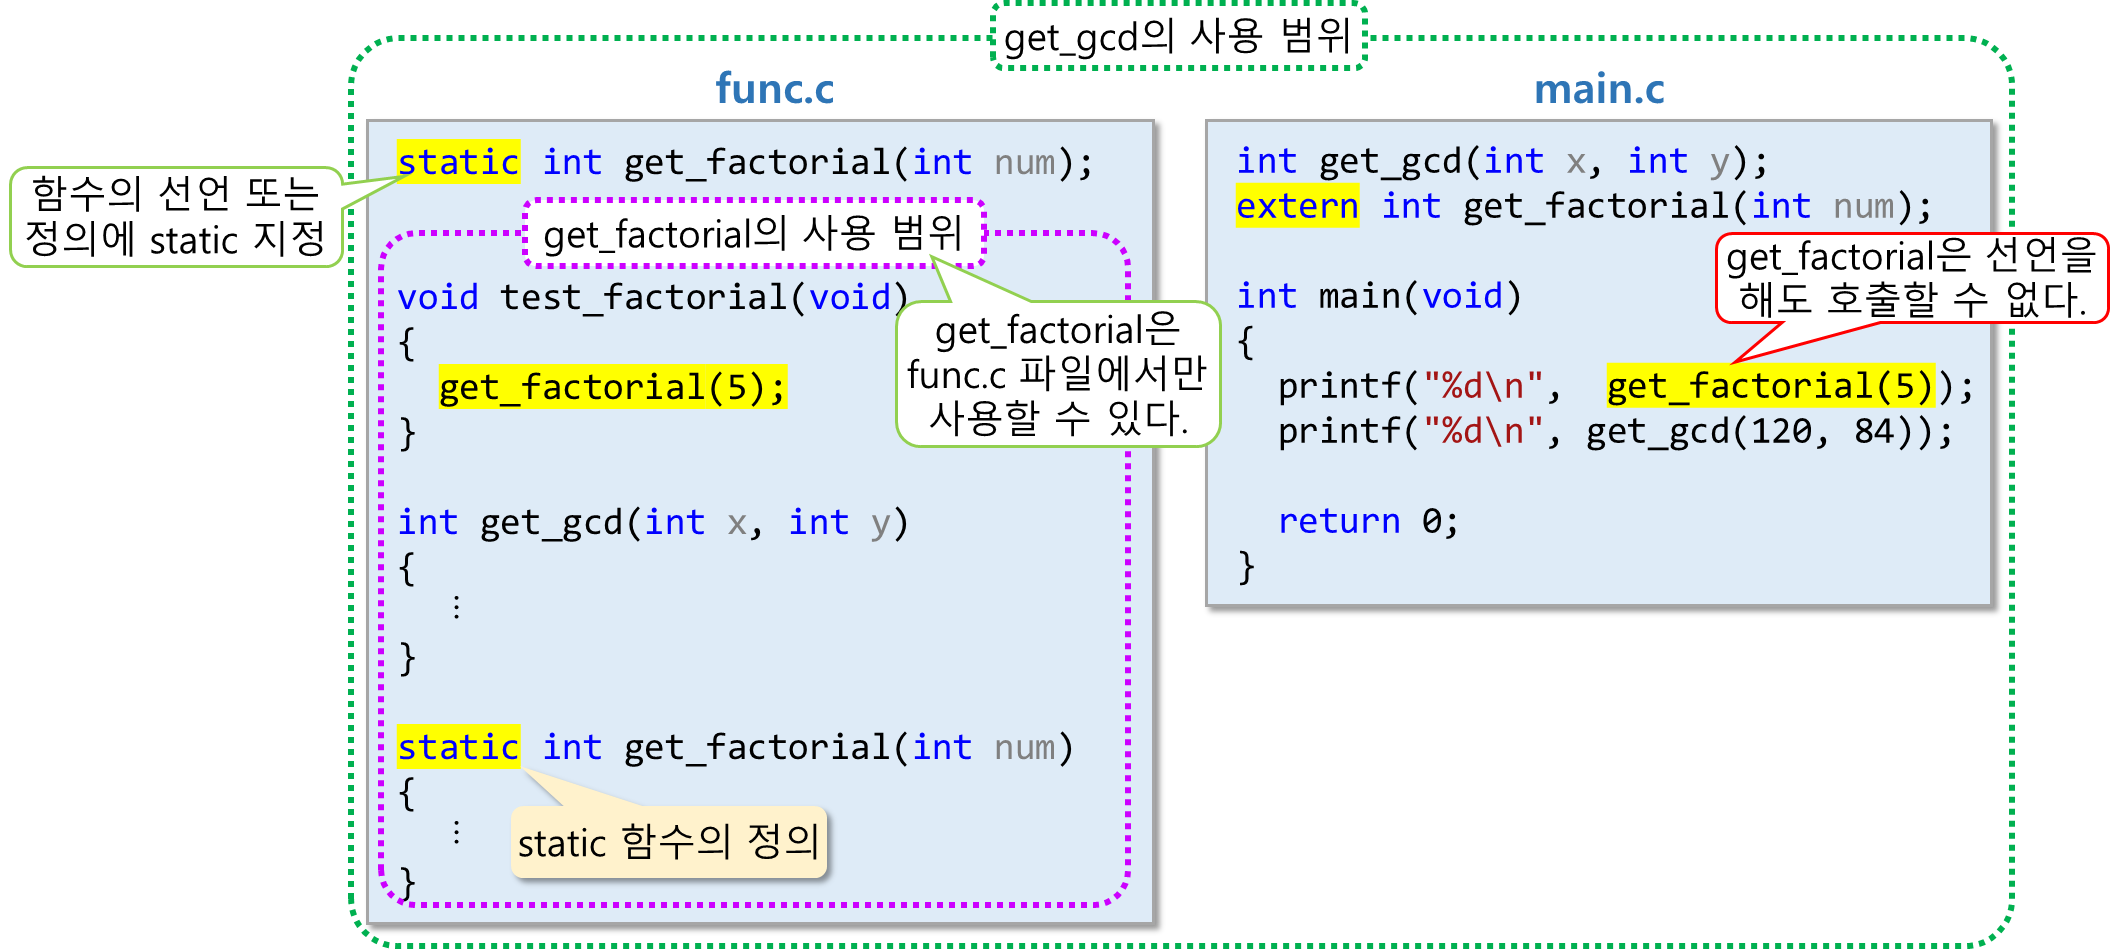 get_gcd의 사용 범위
func.c
static int get_factorial(int num);
함수의 선언 또는
정의에 static 지정
get_factorial의 사용 범위
void test_factorial(void)
{
get_factorial(5);
}
get_factorial은
func.c 파일에서만
사용할 수 있다.
int get_gcd(int x, int y)
{
⋮
}
static int get_factorial(int num)
{
⋮
}
static 함수의 정의
main.c
int get_gcd(int x, int y);
extern int get_factorial(int num);
get_factorial은 선언을
해도 호출할 수 없다.
int main(void)
{
printf("%d\n", get_factorial(5));
printf("%d\n", get_gcd(120, 84));
return 0;
}